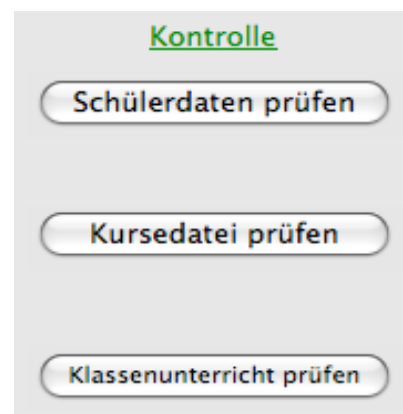 Kontrolle
Schülerdaten prüfen
Kursedatei prüfen
Klassenunterricht prüfen